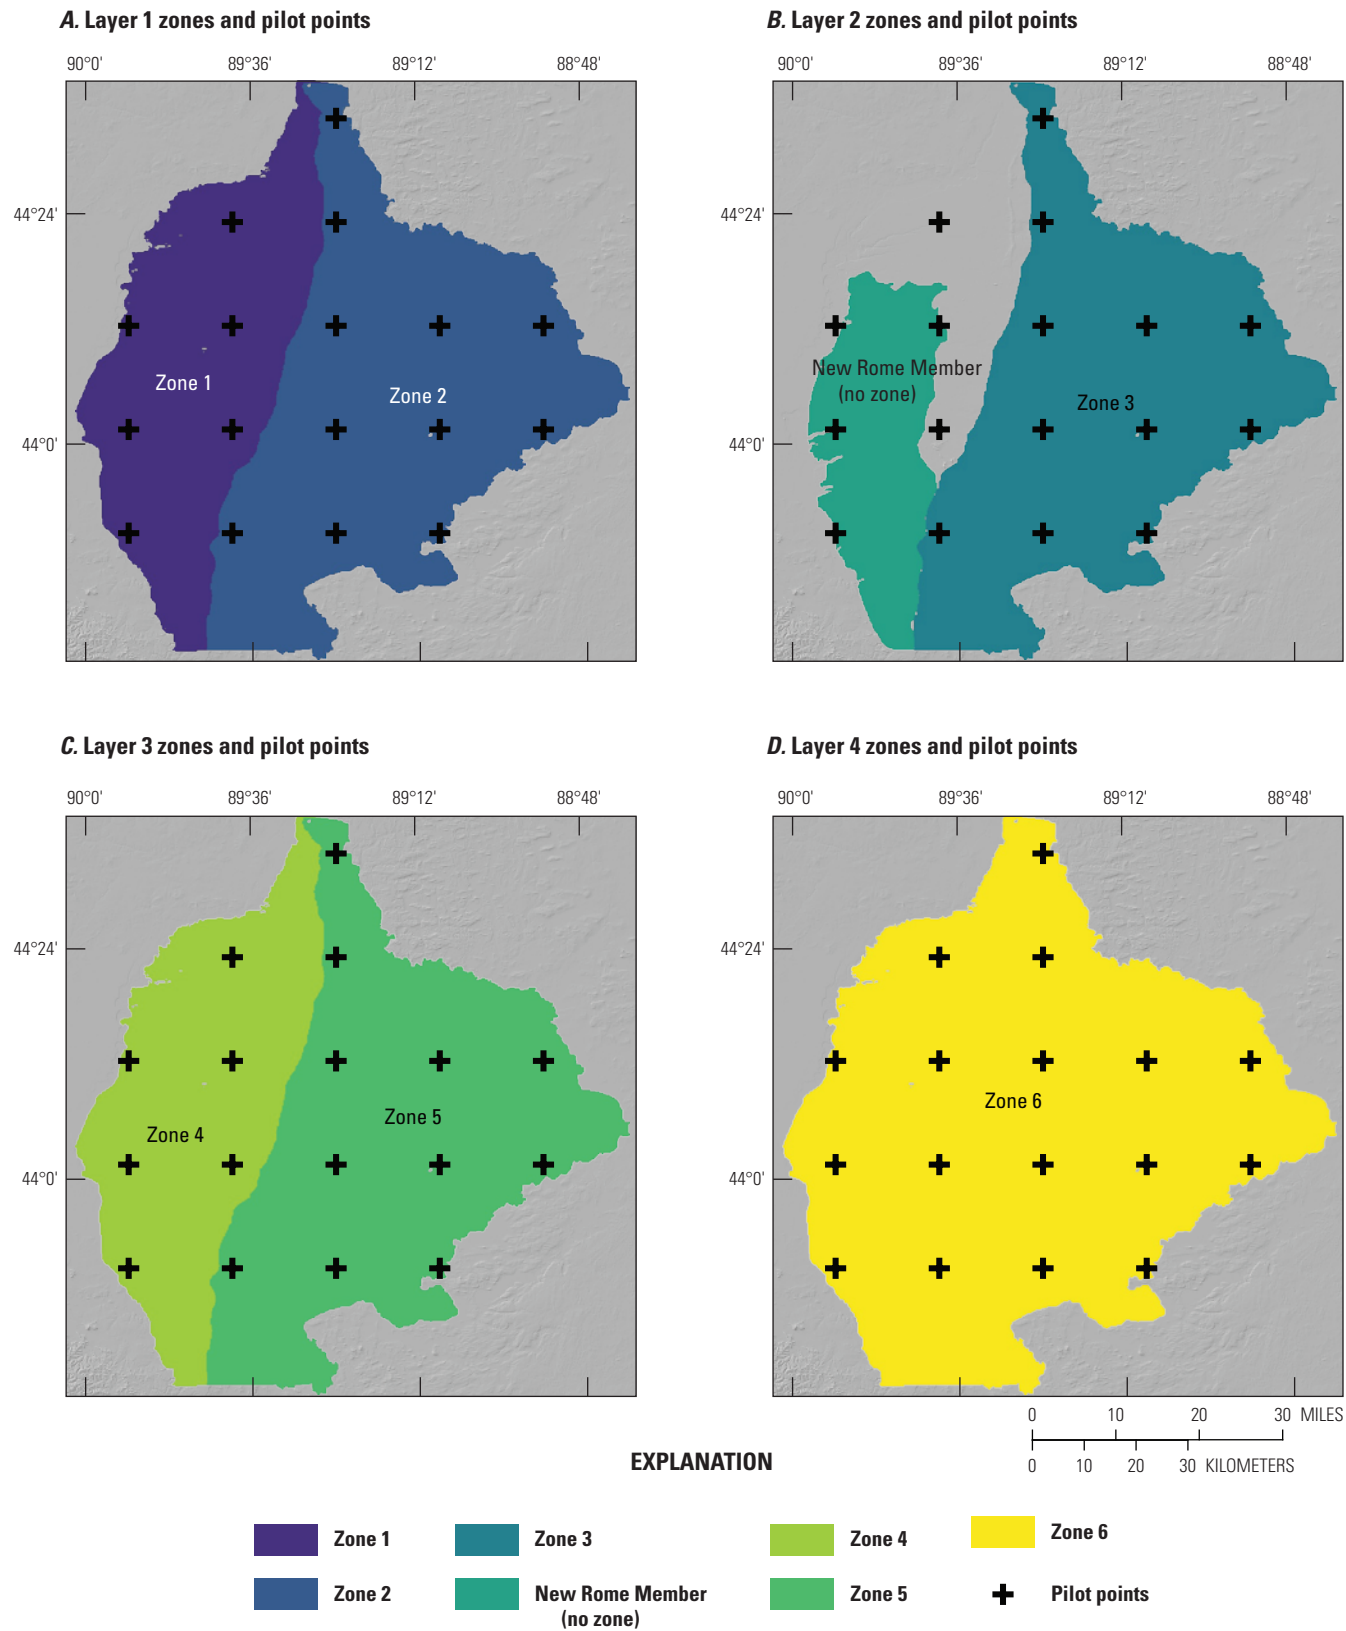 A. Layer 1 zones and pilot points
90°0' 89°36' 89°12' 88°48'
44°24'
44°0'
Zone 1
Zone 2
B. Layer 2 zones and pilot points
90°0' 89°36' 89°12' 88°48'
44°24'
44°0'
New Rome Member
(no zone)
Zone 3
C. Layer 3 zones and pilot points
90°0' 89°36' 89°12' 88°48'
44°24'
44°0'
Zone 4
Zone 5
D. Layer 4 zones and pilot points
90°0' 89°36' 89°12' 88°48'
44°24'
44°0'
Zone 6
0 10 20 30 MILES
0 10 20 30 KILOMETERS
EXPLANATION
Zone 1
Zone 2
Zone 3
New Rome Member
(no zone)
Zone 4
Zone 5
Zone 6
Pilot points